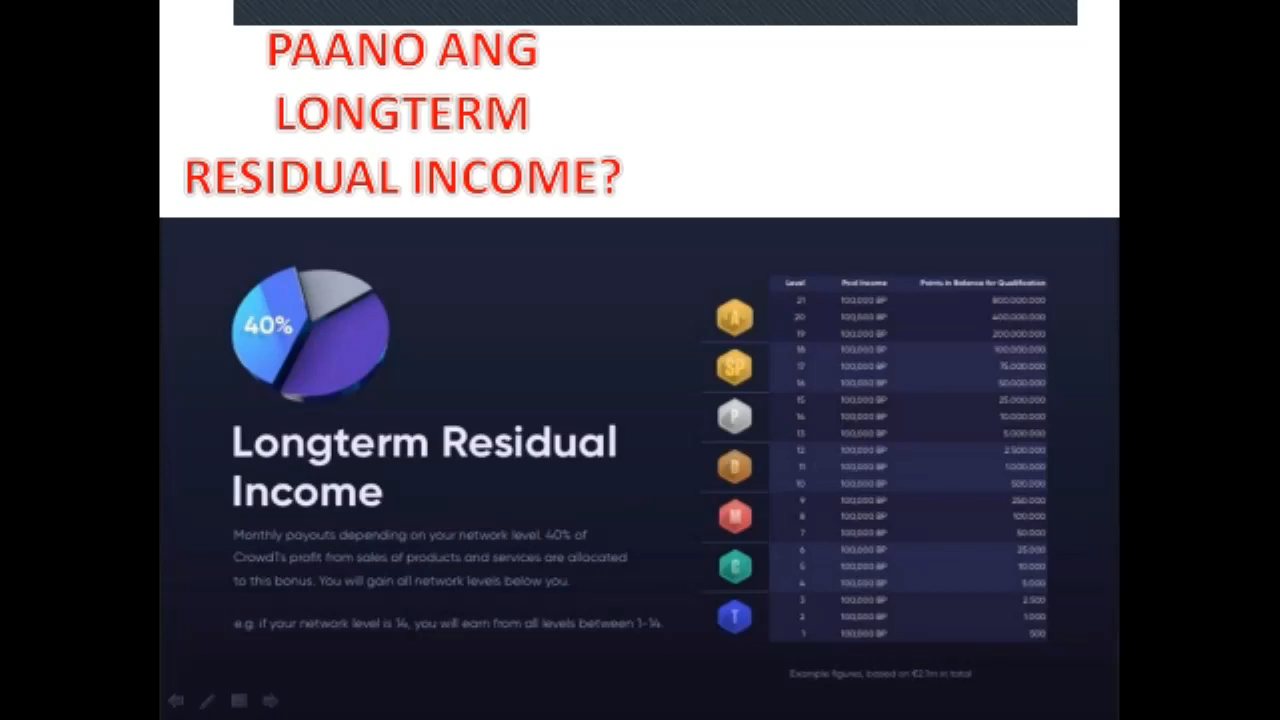 PAANO ANG
LONGTERM
RESIDUAL INCOME?
40%
Longterm Residual
Income
Monthly payouts depending on your network level. 40% of
Crowd1's profit from sales of products and services are allocated
to this bonus. You will gain all network levels below you.
e.g. if your network level is 14, you will earn from all levels between 1-14.
A
SP
P
D
M
T
Level Pool Income Points in Balance for Qualification
21 100,000 BP 800.000.000
20 100,000 BP 400.000.000
19 100,000 BP 200.000.000
18 100,000 BP 100.000.000
17 100,000 BP 75.000.000
16 100,000 BP 50.000.000
15 100,000 BP 25.000.000
14 100,000 BP 10.000.000
13 100,000 BP 5.000.000
12 100,000 BP 2.500.000
11 100,000 BP 1.000.000
10 100,000 BP 500.000
9 100,000 BP 250.000
8 100,000 BP 100.000
7 100,000 BP 50.000
6 100,000 BP 25.000
5 100,000 BP 10.000
4 100,000 BP 5.000
3 100,000 BP 2.500
2 100,000 BP 1.000
1 100,000 BP 500
Example figures, based on €2.1m in total